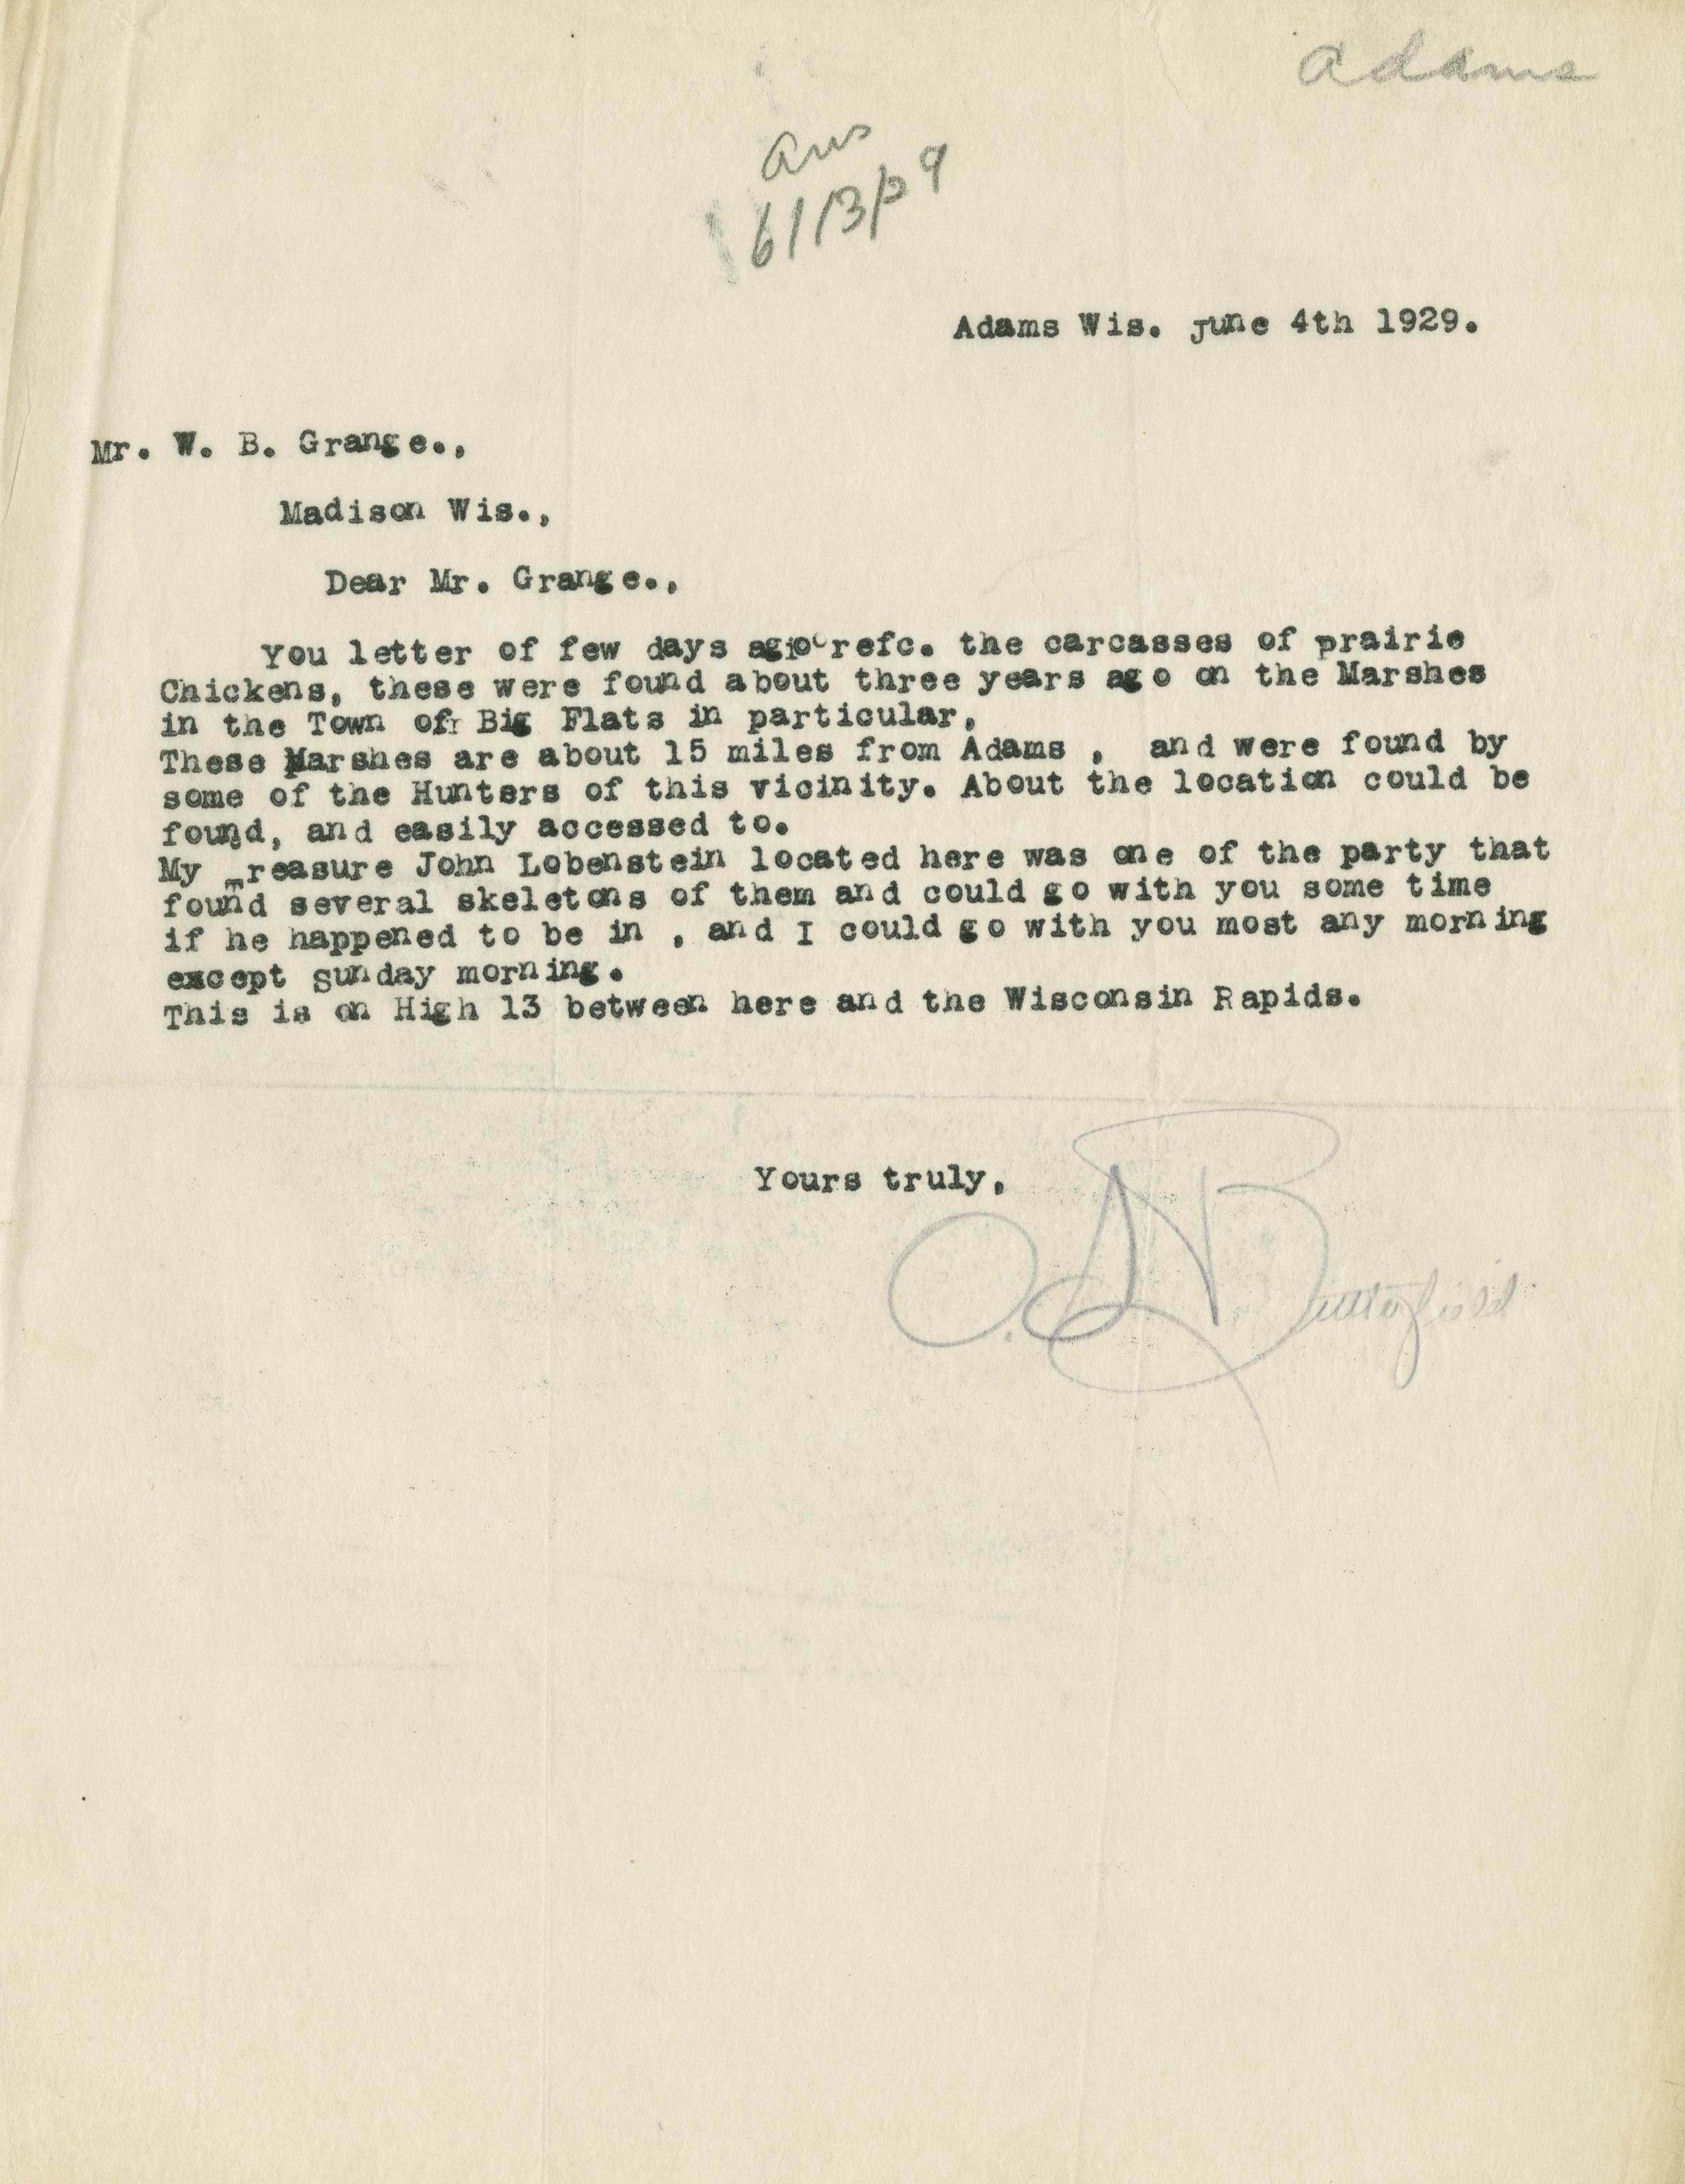 Adams
Ans
6/13/29
Adams Wis. June 4th 1929.
Mr. W. B. Grange.,
Madison Wis.,
Dear Mr. Grange.,
You letter of few days ago refc. the carcasses of prairie
Chickens, these were found about three years ago on the Marshes
in the Town of Big Flats in particular,
These Marshes are about 15 miles from Adams , and were found by
some of the Hunters of this vicinity. About the location could be
found, and easily accessed to.
My Treasure John Lobenstein located here was one of the party that
found several skeletons of them and could go with you some time
if he happened to be in , and I could go with you most any morning
except Sunday morning.
This is on High 13 between here and the Wisconsin Rapids.
Yours truly,
Butterfield